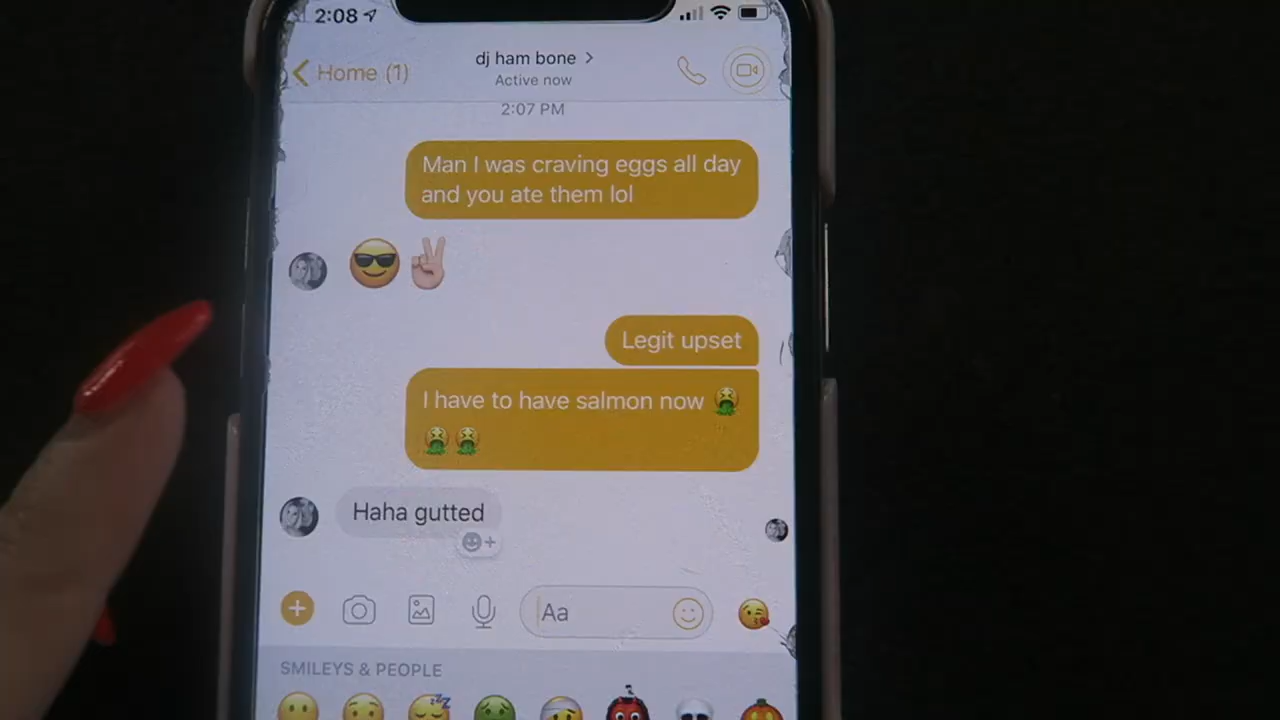 2:08
Home (1)
dj ham bone >
Active now
2:07 PM
Man I was craving eggs all day
and you ate them lol
😎✌🏻
Legit upset
I have to have salmon now 🤮
🤮🤮
Haha gutted
Aa
SMILEYS & PEOPLE